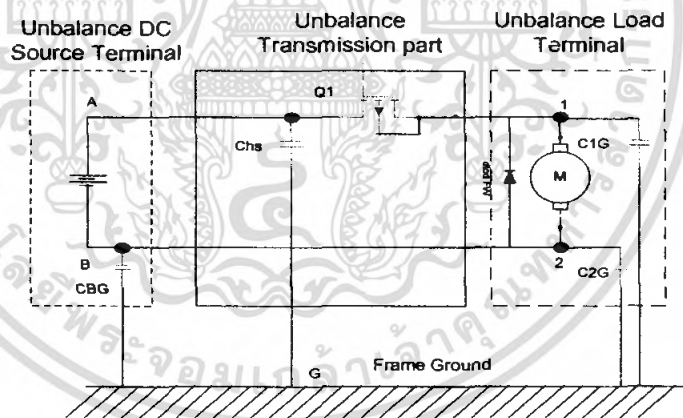 Unbalance DC
Source Terminal
Unbalance
Transmission part
Unbalance Load
Terminal
A
Q1
1
Chs
C1G
M
B
2
CBG
C2G
G
Frame Ground